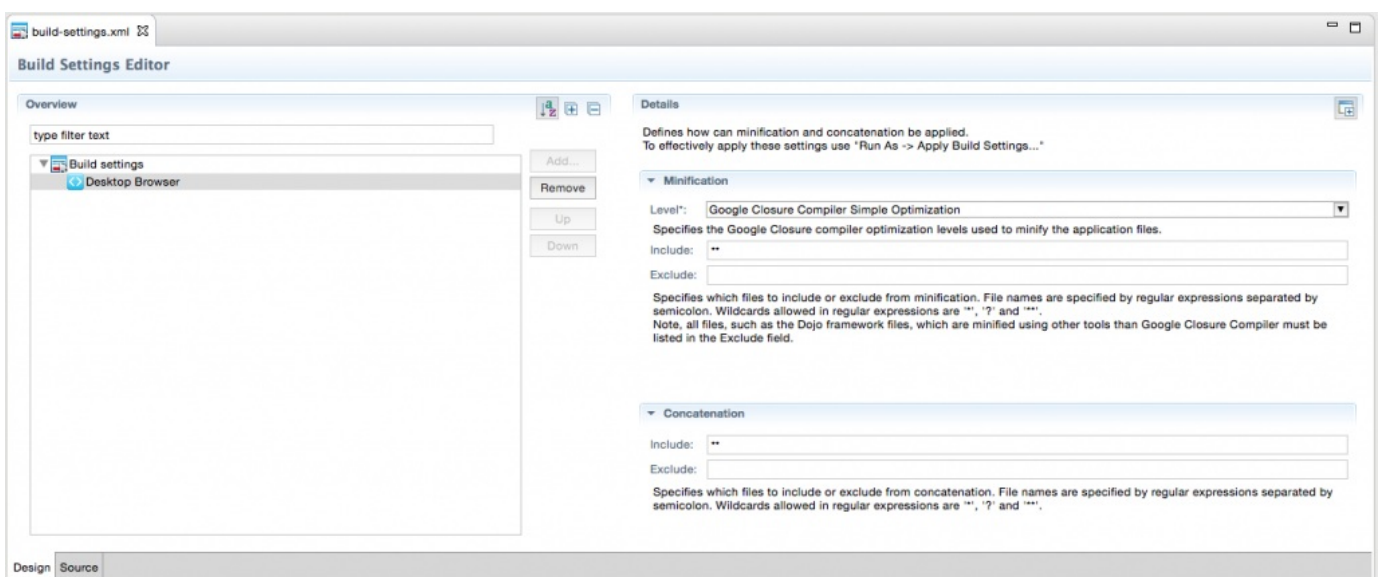 build-settings.xml
Build Settings Editor
Overview
type filter text
Build settings
Desktop Browser
Add...
Remove
Up
Down
Details
Defines how can minification and concatenation be applied.
To effectively apply these settings use "Run As -> Apply Build Settings..."
Minification
Level*: Google Closure Compiler Simple Optimization
Specifies the Google Closure compiler optimization levels used to minify the application files.
Include: **
Exclude:
Specifies which files to include or exclude from minification. File names are specified by regular expressions separated by
semicolon. Wildcards allowed in regular expressions are '*', '?' and '**'.
Note, all files, such as the Dojo framework files, which are minified using other tools than Google Closure Compiler must be
listed in the Exclude field.
Concatenation
Include: **
Exclude:
Specifies which files to include or exclude from concatenation. File names are specified by regular expressions separated by
semicolon. Wildcards allowed in regular expressions are '*', '?' and '**'.
Design Source